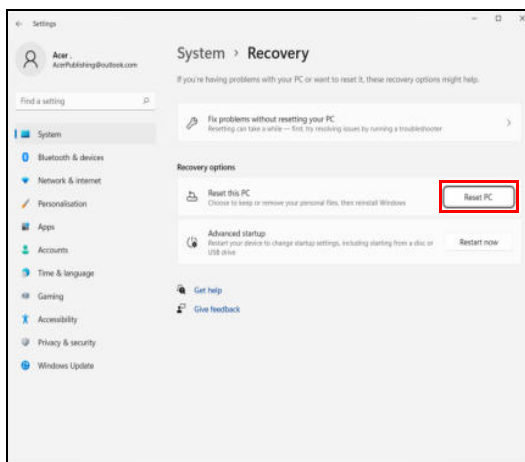 Settings
Acer .
AcerPublishing@outlook.com
Find a setting
System
Bluetooth & devices
Network & internet
Personalisation
Apps
Accounts
Time & language
Gaming
Accessibility
Privacy & security
Windows Update
System > Recovery
If you're having problems with your PC or want to reset it, these recovery options might help.
Fix problems without resetting your PC
Resetting can take a while — first, try resolving issues by running a troubleshooter
Recovery options
Reset this PC
Choose to keep or remove your personal files, then reinstall Windows
Reset PC
Advanced startup
Restart your device to change startup settings, including starting from a disc or
USB drive
Restart now
Get help
Give feedback